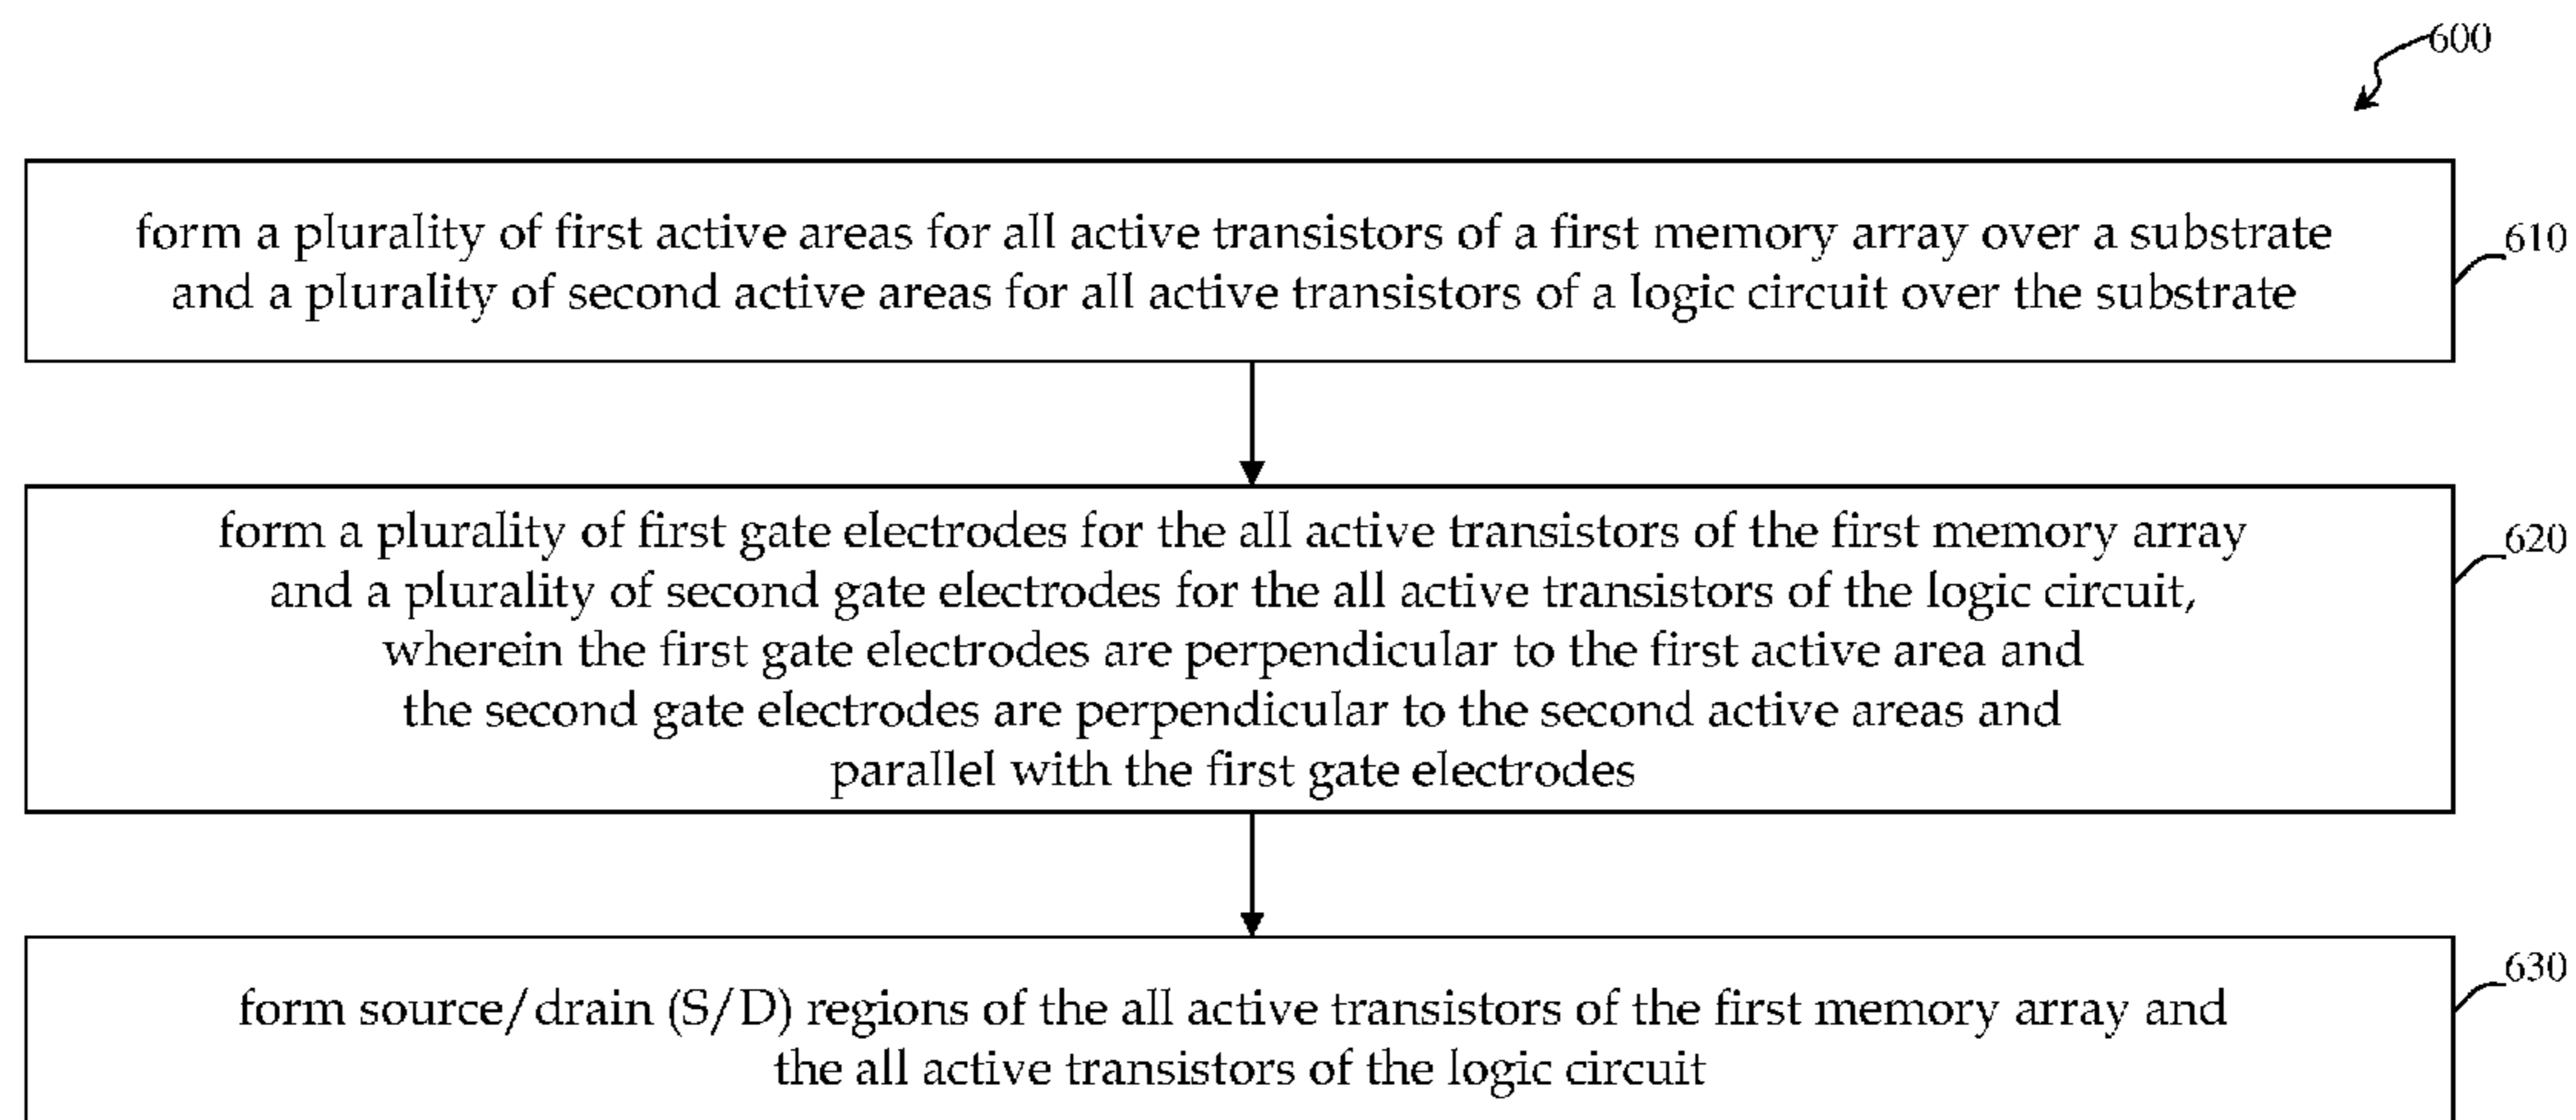 600
form a plurality of first active areas for all active transistors of a first memory array over a substrate
and a plurality of second active areas for all active transistors of a logic circuit over the substrate
610
form a plurality of first gate electrodes for the all active transistors of the first memory array
and a plurality of second gate electrodes for the all active transistors of the logic circuit,
wherein the first gate electrodes are perpendicular to the first active area and
the second gate electrodes are perpendicular to the second active areas and
parallel with the first gate electrodes
620
form source/drain (S/D) regions of the all active transistors of the first memory array and
the all active transistors of the logic circuit
630